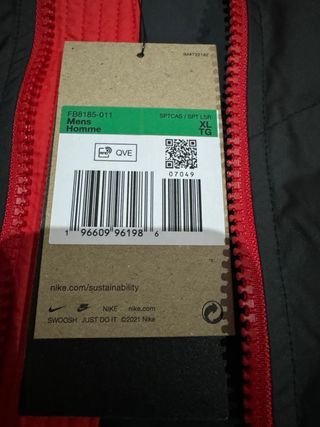 FB8185-011
Mens
Homme
SPTCAS / SPT LSR
XL
TG
RFID
QVE
07049
1 96609 96198 6
nike.com/sustainability
NIKE nike.com
SWOOSH JUST DO IT ©2021 Nike